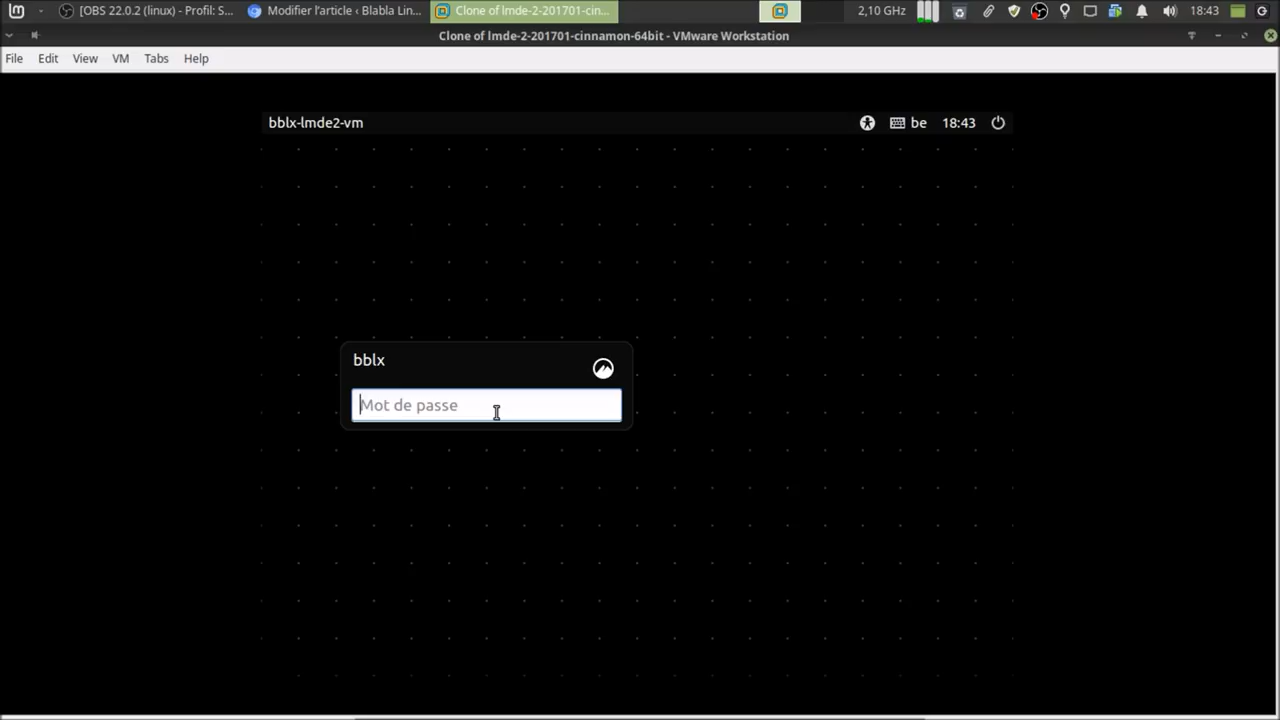 [OBS 22.0.2 (linux) - Profil: S...
Modifier l'article ‹ Blabla Lin...
Clone of lmde-2-201701-cin...
2,10 GHz
18:43
Clone of lmde-2-201701-cinnamon-64bit - VMware Workstation
File Edit View VM Tabs Help
bblx-lmde2-vm
be 18:43
bblx
Mot de passe